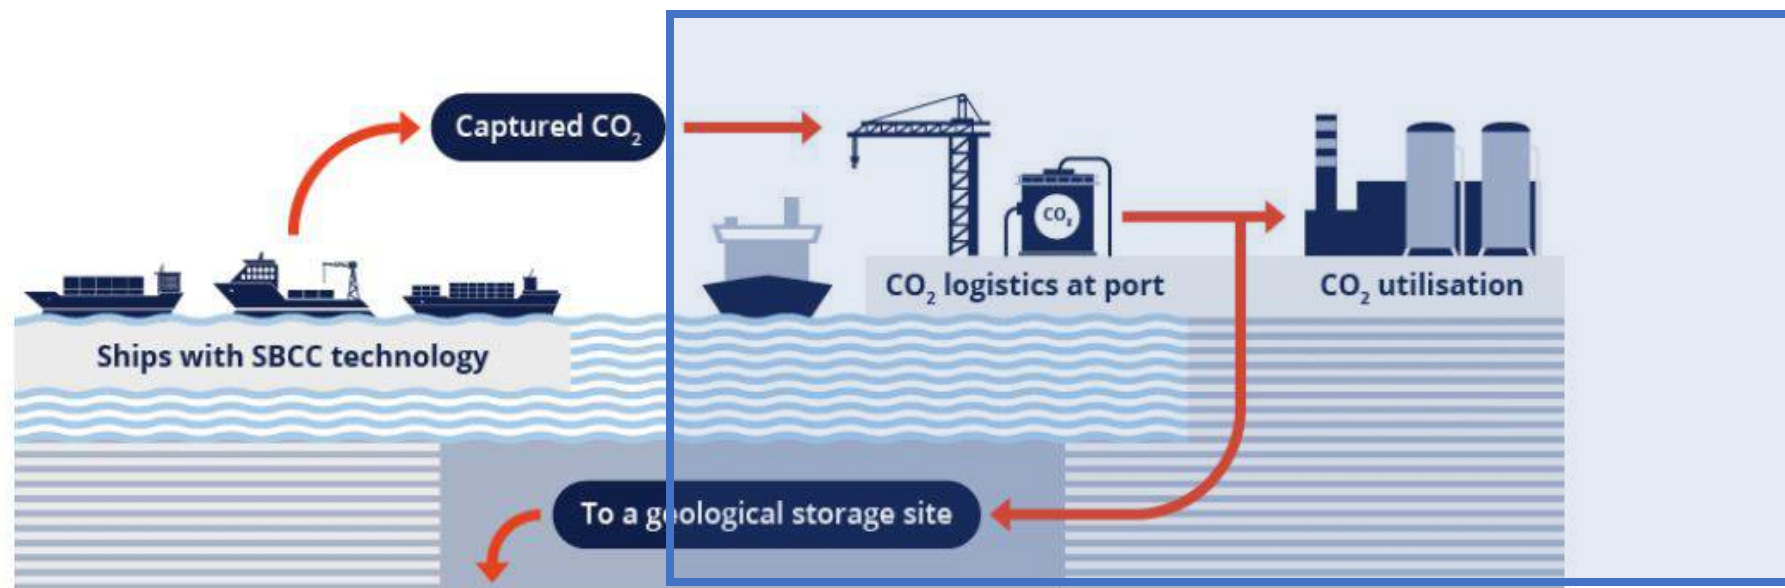 Captured CO₂
CO₂
CO₂ logistics at port
CO₂ utilisation
Ships with SBCC technology
To a geological storage site